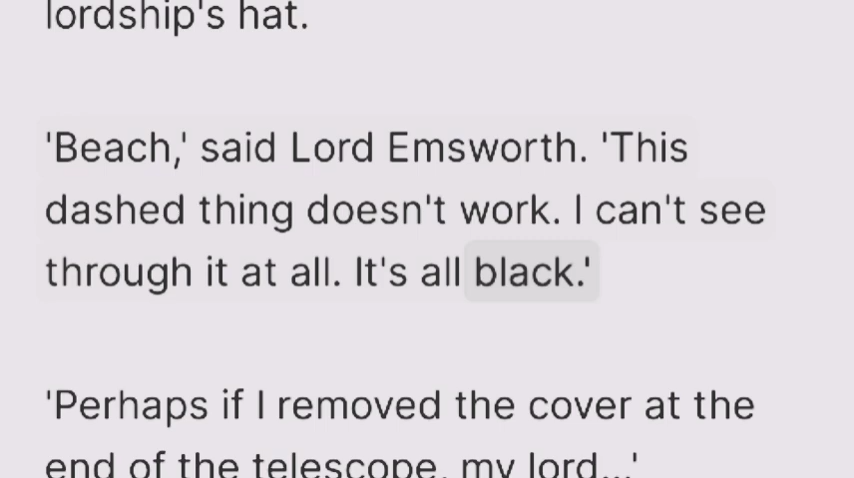 lordship's hat.
'Beach,' said Lord Emsworth. 'This
dashed thing doesn't work. I can't see
through it at all. It's all black.'
'Perhaps if I removed the cover at the
end of the telescope, my lord...'